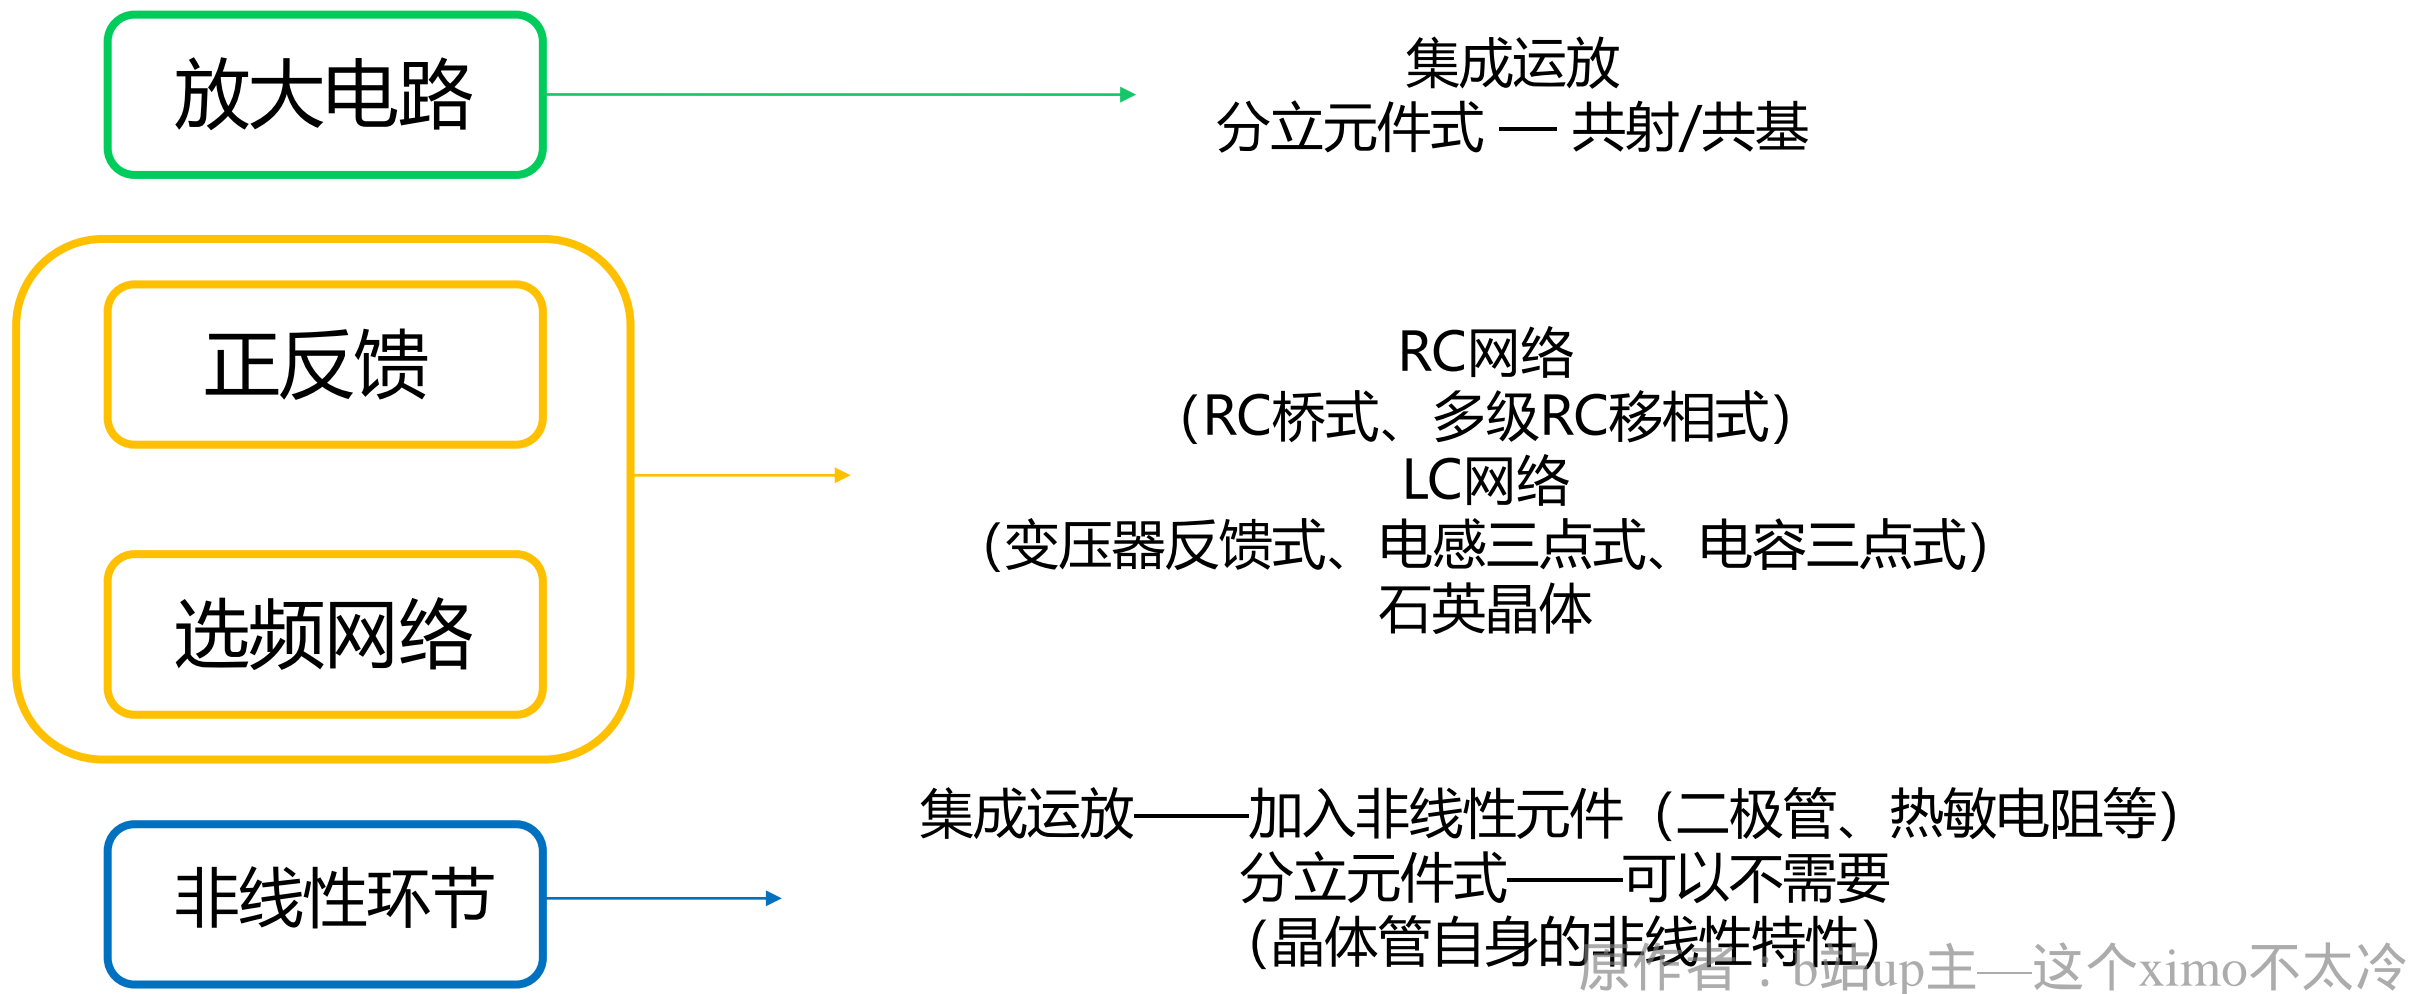 放大电路
集成运放
分立元件式 — 共射/共基
正反馈
选频网络
RC网络
（RC桥式、多级RC移相式）
LC网络
（变压器反馈式、电感三点式、电容三点式）
石英晶体
非线性环节
集成运放——加入非线性元件（二极管、热敏电阻等）
分立元件式——可以不需要
（晶体管自身的非线性特性）
原作者：b站up主—这个ximo不太冷